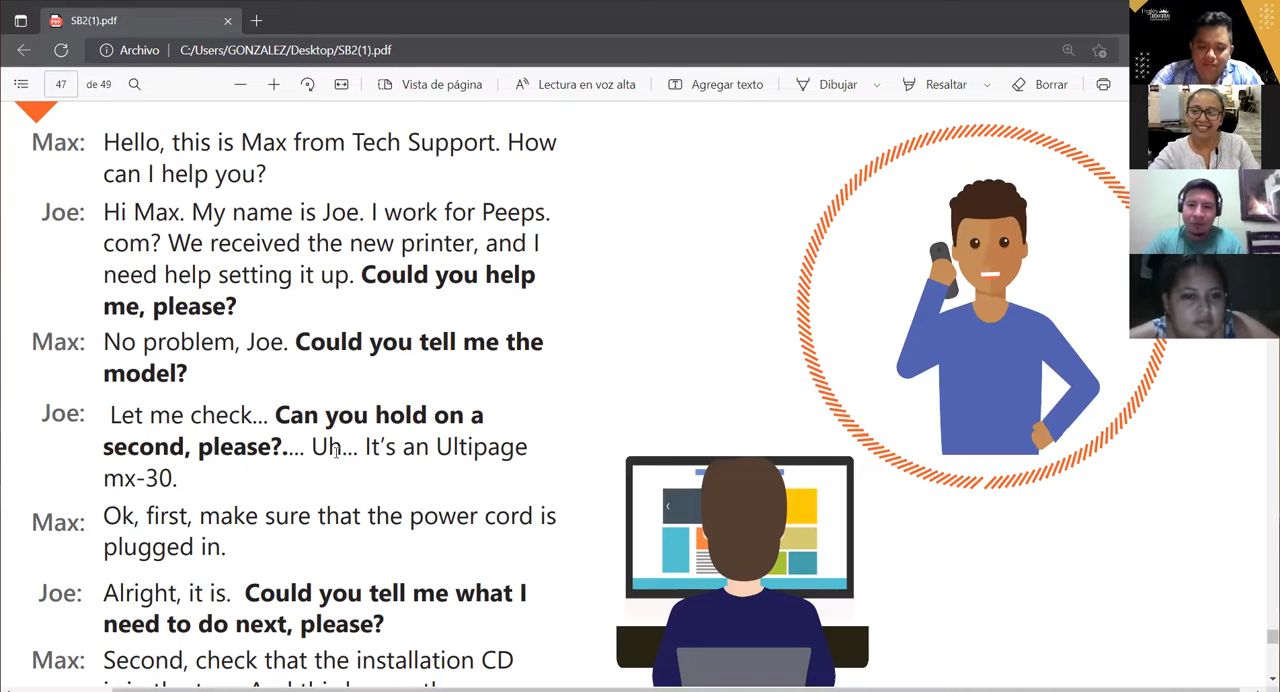 SB2(1).pdf
Archivo C:/Users/GONZALEZ/Desktop/SB2(1).pdf
47 de 49 Vista de página Lectura en voz alta Agregar texto Dibujar Resaltar Borrar
Max: Hello, this is Max from Tech Support. How
can I help you?
Joe: Hi Max. My name is Joe. I work for Peeps.
com? We received the new printer, and I
need help setting it up. Could you help
me, please?
Max: No problem, Joe. Could you tell me the
model?
Joe: Let me check... Can you hold on a
second, please?.... Uh... It's an Ultipage
mx-30.
Max: Ok, first, make sure that the power cord is
plugged in.
Joe: Alright, it is. Could you tell me what I
need to do next, please?
Max: Second, check that the installation CD